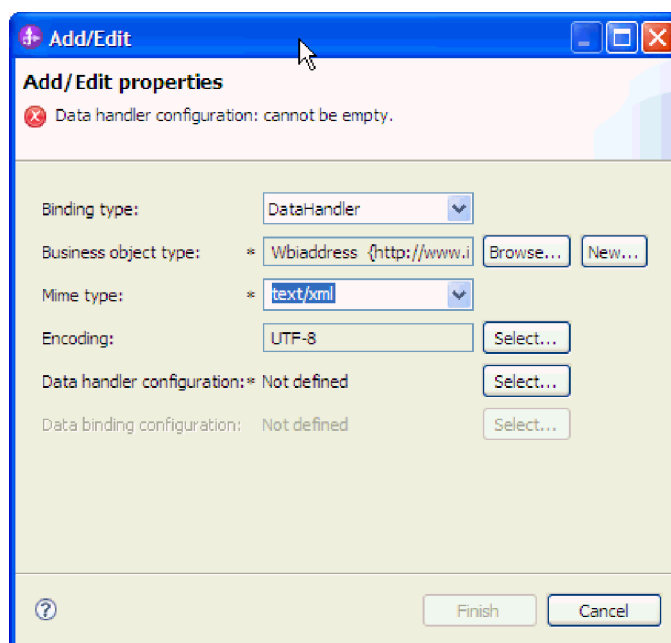 Add/Edit
Add/Edit properties
Data handler configuration: cannot be empty.
Binding type: DataHandler
Business object type: * Wbiaddress {http://www.i Browse... New...
Mime type: * text/xml
Encoding: UTF-8 Select...
Data handler configuration:* Not defined Select...
Data binding configuration: Not defined Select...
Finish Cancel